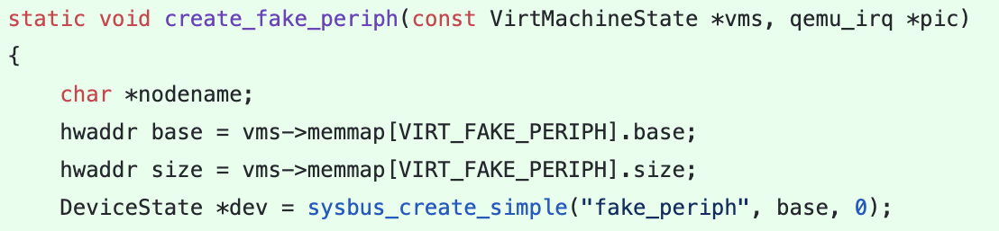 static void create_fake_periph(const VirtMachineState *vms, qemu_irq *pic)
{
    char *nodename;
    hwaddr base = vms->memmap[VIRT_FAKE_PERIPH].base;
    hwaddr size = vms->memmap[VIRT_FAKE_PERIPH].size;
    DeviceState *dev = sysbus_create_simple("fake_periph", base, 0);